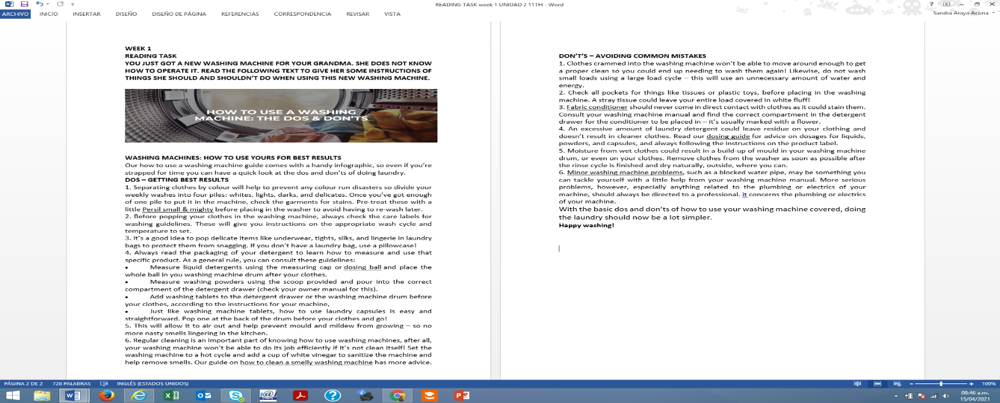 READING TASK week 1 UNIDAD 2 11TH - Word
ARCHIVO INICIO INSERTAR DISEÑO DISEÑO DE PÁGINA REFERENCIAS CORRESPONDENCIA REVISAR VISTA
Sandra Araya Acuna
WEEK 1
READING TASK
YOU JUST GOT A NEW WASHING MACHINE FOR YOUR GRANDMA. SHE DOES NOT KNOW
HOW TO OPERATE IT. READ THE FOLLOWING TEXT TO GIVE HER SOME INSTRUCTIONS OF
THINGS SHE SHOULD AND SHOULDN'T DO WHEN USING THIS NEW WASHING MACHINE.
HOW TO USE A WASHING
MACHINE: THE DOS & DON'TS
WASHING MACHINES: HOW TO USE YOURS FOR BEST RESULTS
Our how to use a washing machine guide comes with a handy infographic, so even if you're
strapped for time you can have a quick look at the dos and don'ts of doing laundry.
DOS – GETTING BEST RESULTS
1. Separating clothes by colour will help to prevent any colour run disasters so divide your
weekly washes into four piles: whites, lights, darks, and delicates. Once you've got enough
of one pile to put it in the machine, check the garments for stains. Pre-treat these with a
little Persil small & mighty before placing in the washer to avoid having to re-wash later.
2. Before popping your clothes in the washing machine, always check the care labels for
washing guidelines. These will give you instructions on the appropriate wash cycle and
temperature to set.
3. It's a good idea to pop delicate items like underwear, tights, silks, and lingerie in laundry
bags to protect them from snagging. If you don't have a laundry bag, use a pillowcase!
4. Always read the packaging of your detergent to learn how to measure and use that
specific product. As a general rule, you can consult these guidelines:
• Measure liquid detergents using the measuring cap or dosing ball and place the
whole ball in you washing machine drum after your clothes.
• Measure washing powders using the scoop provided and pour into the correct
compartment of the detergent drawer (check your owner manual for this).
• Add washing tablets to the detergent drawer or the washing machine drum before
your clothes, according to the instructions for your machine,
• Just like washing machine tablets, how to use laundry capsules is easy and
straightforward. Pop one at the back of the drum before your clothes and go!
5. This will allow it to air out and help prevent mould and mildew from growing – so no
more nasty smells lingering in the kitchen.
6. Regular cleaning is an important part of knowing how to use washing machines, after all,
your washing machine won't be able to do its job efficiently if it's not clean itself! Set the
washing machine to a hot cycle and add a cup of white vinegar to sanitize the machine and
help remove smells. Our guide on how to clean a smelly washing machine has more advice.
DON'T'S – AVOIDING COMMON MISTAKES
1. Clothes crammed into the washing machine won't be able to move around enough to get
a proper clean so you could end up needing to wash them again! Likewise, do not wash
small loads using a large load cycle – this will use an unnecessary amount of water and
energy.
2. Check all pockets for things like tissues or plastic toys, before placing in the washing
machine. A stray tissue could leave your entire load covered in white fluff!
3. Fabric conditioner should never come in direct contact with clothes as it could stain them.
Consult your washing machine manual and find the correct compartment in the detergent
drawer for the conditioner to be placed in – it's usually marked with a flower.
4. An excessive amount of laundry detergent could leave residue on your clothing and
doesn't result in cleaner clothes. Read our dosing guide for advice on dosages for liquids,
powders, and capsules, and always following the instructions on the product label.
5. Moisture from wet clothes could result in a build-up of mould in your washing machine
drum, or even on your clothes. Remove clothes from the washer as soon as possible after
the rinse cycle is finished and dry naturally, outside, where you can.
6. Minor washing machine problems, such as a blocked water pipe, may be something you
can tackle yourself with a little help from your washing machine manual. More serious
problems, however, especially anything related to the plumbing or electrics of your
machine, should always be directed to a professional. it concerns the plumbing or electrics
of your machine.
With the basic dos and don'ts of how to use your washing machine covered, doing
the laundry should now be a lot simpler.
Happy washing!
PÁGINA 2 DE 2 728 PALABRAS INGLÉS (ESTADOS UNIDOS) 100%
08:46 a.m.
15/04/2021